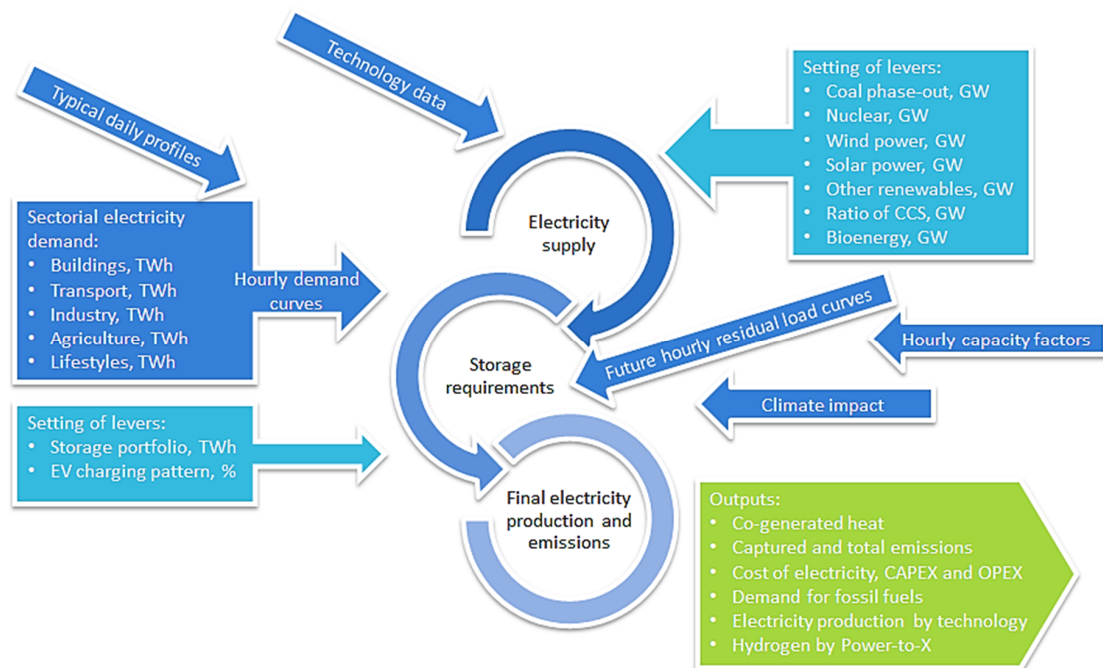 Typical daily profiles
Technology data
Setting of levers:
• Coal phase-out, GW
• Nuclear, GW
• Wind power, GW
• Solar power, GW
• Other renewables, GW
• Ratio of CCS, GW
• Bioenergy, GW
Electricity
supply
Sectorial electricity
demand:
• Buildings, TWh
• Transport, TWh
• Industry, TWh
• Agriculture, TWh
• Lifestyles, TWh
Hourly demand
curves
Storage
requirements
Future hourly residual load curves
Hourly capacity factors
Climate impact
Setting of levers:
• Storage portfolio, TWh
• EV charging pattern, %
Final electricity
production and
emissions
Outputs:
• Co-generated heat
• Captured and total emissions
• Cost of electricity, CAPEX and OPEX
• Demand for fossil fuels
• Electricity production by technology
• Hydrogen by Power-to-X